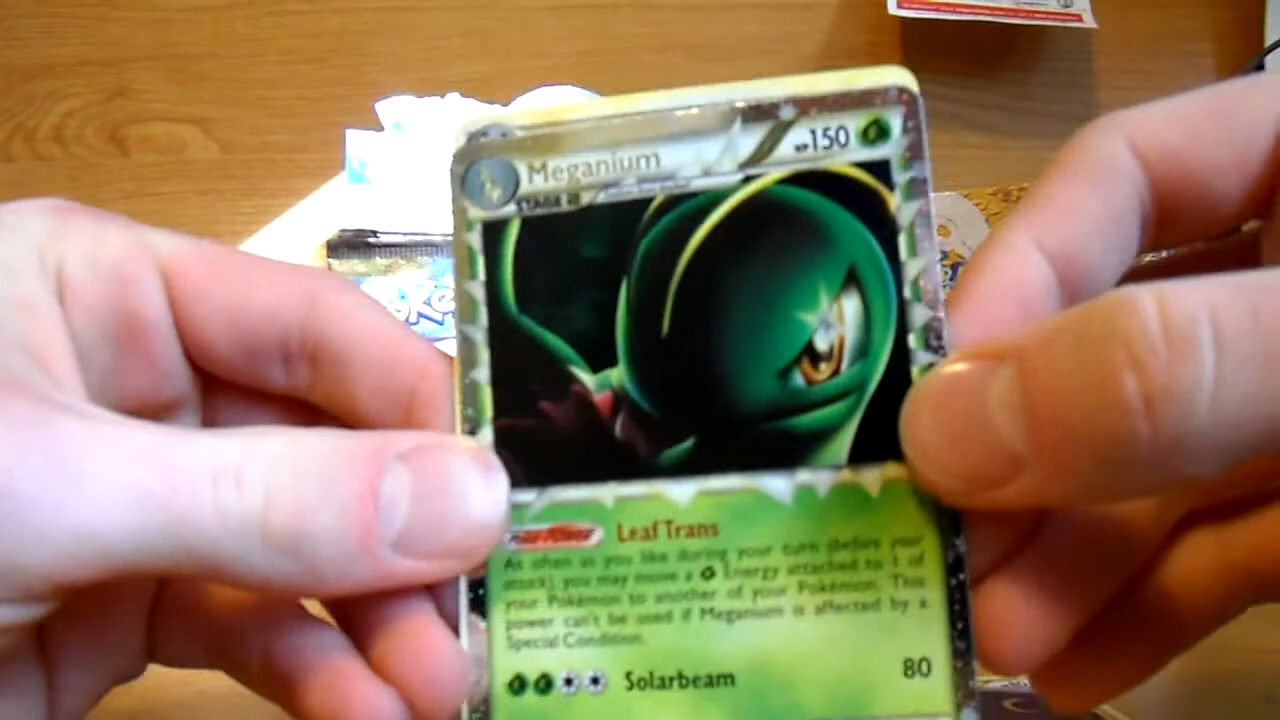 Meganium
HP150
STAGE 2
Leaf Trans
As often as you like during your turn (before your
attack), you may move a Energy attached to 1 of
your Pokémon to another of your Pokémon. This
power can't be used if Meganium is affected by a
Special Condition.
Solarbeam 80